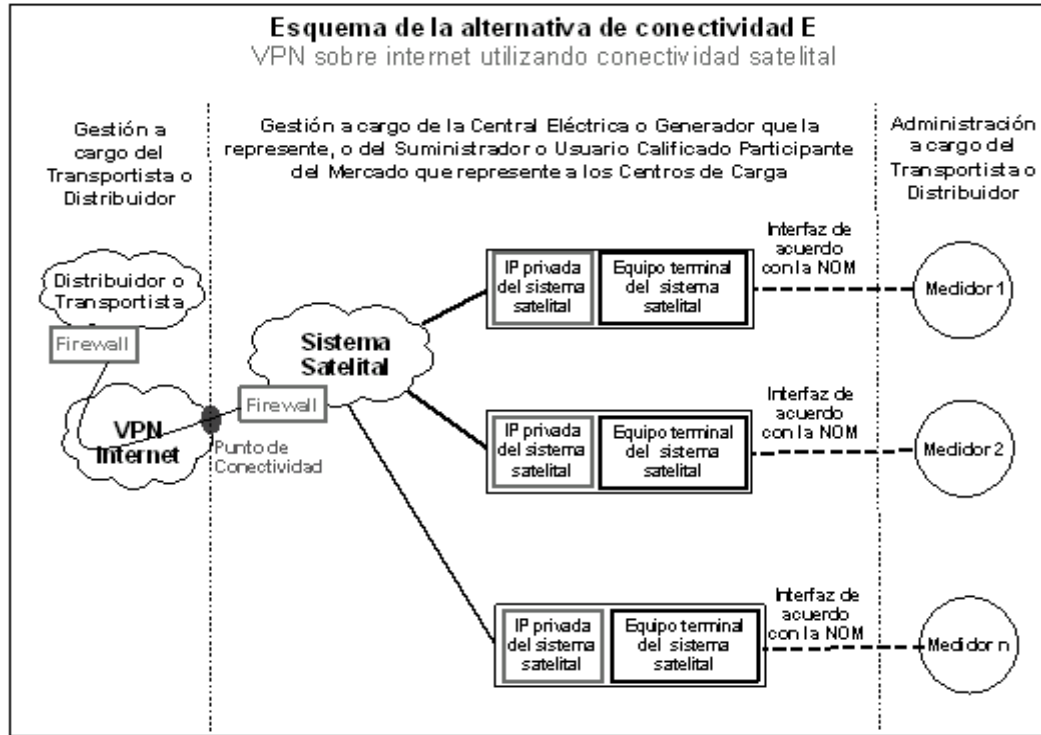 Esquema de la alternativa de conectividad E
VPN sobre internet utilizando conectividad satelital
Gestión a
cargo del
Transportista o
Distribuidor
Gestión a cargo de la Central Eléctrica o Generador que la
represente, o del Suministrador o Usuario Calificado Participante
del Mercado que represente a los Centros de Carga
Administración
a cargo del
Transportista o
Distribuidor
Distribuidor o
Transportista
Firewall
VPN
Internet
Punto de
Conectividad
Firewall
Sistema
Satelital
IP privada
del sistema
satelital
Equipo terminal
del sistema
satelital
Interfaz de
acuerdo
con la NOM
Medidor 1
IP privada
del sistema
satelital
Equipo terminal
del sistema
satelital
Interfaz de
acuerdo
con la NOM
Medidor 2
IP privada
del sistema
satelital
Equipo terminal
del sistema
satelital
Interfaz de
acuerdo
con la NOM
Medidor n